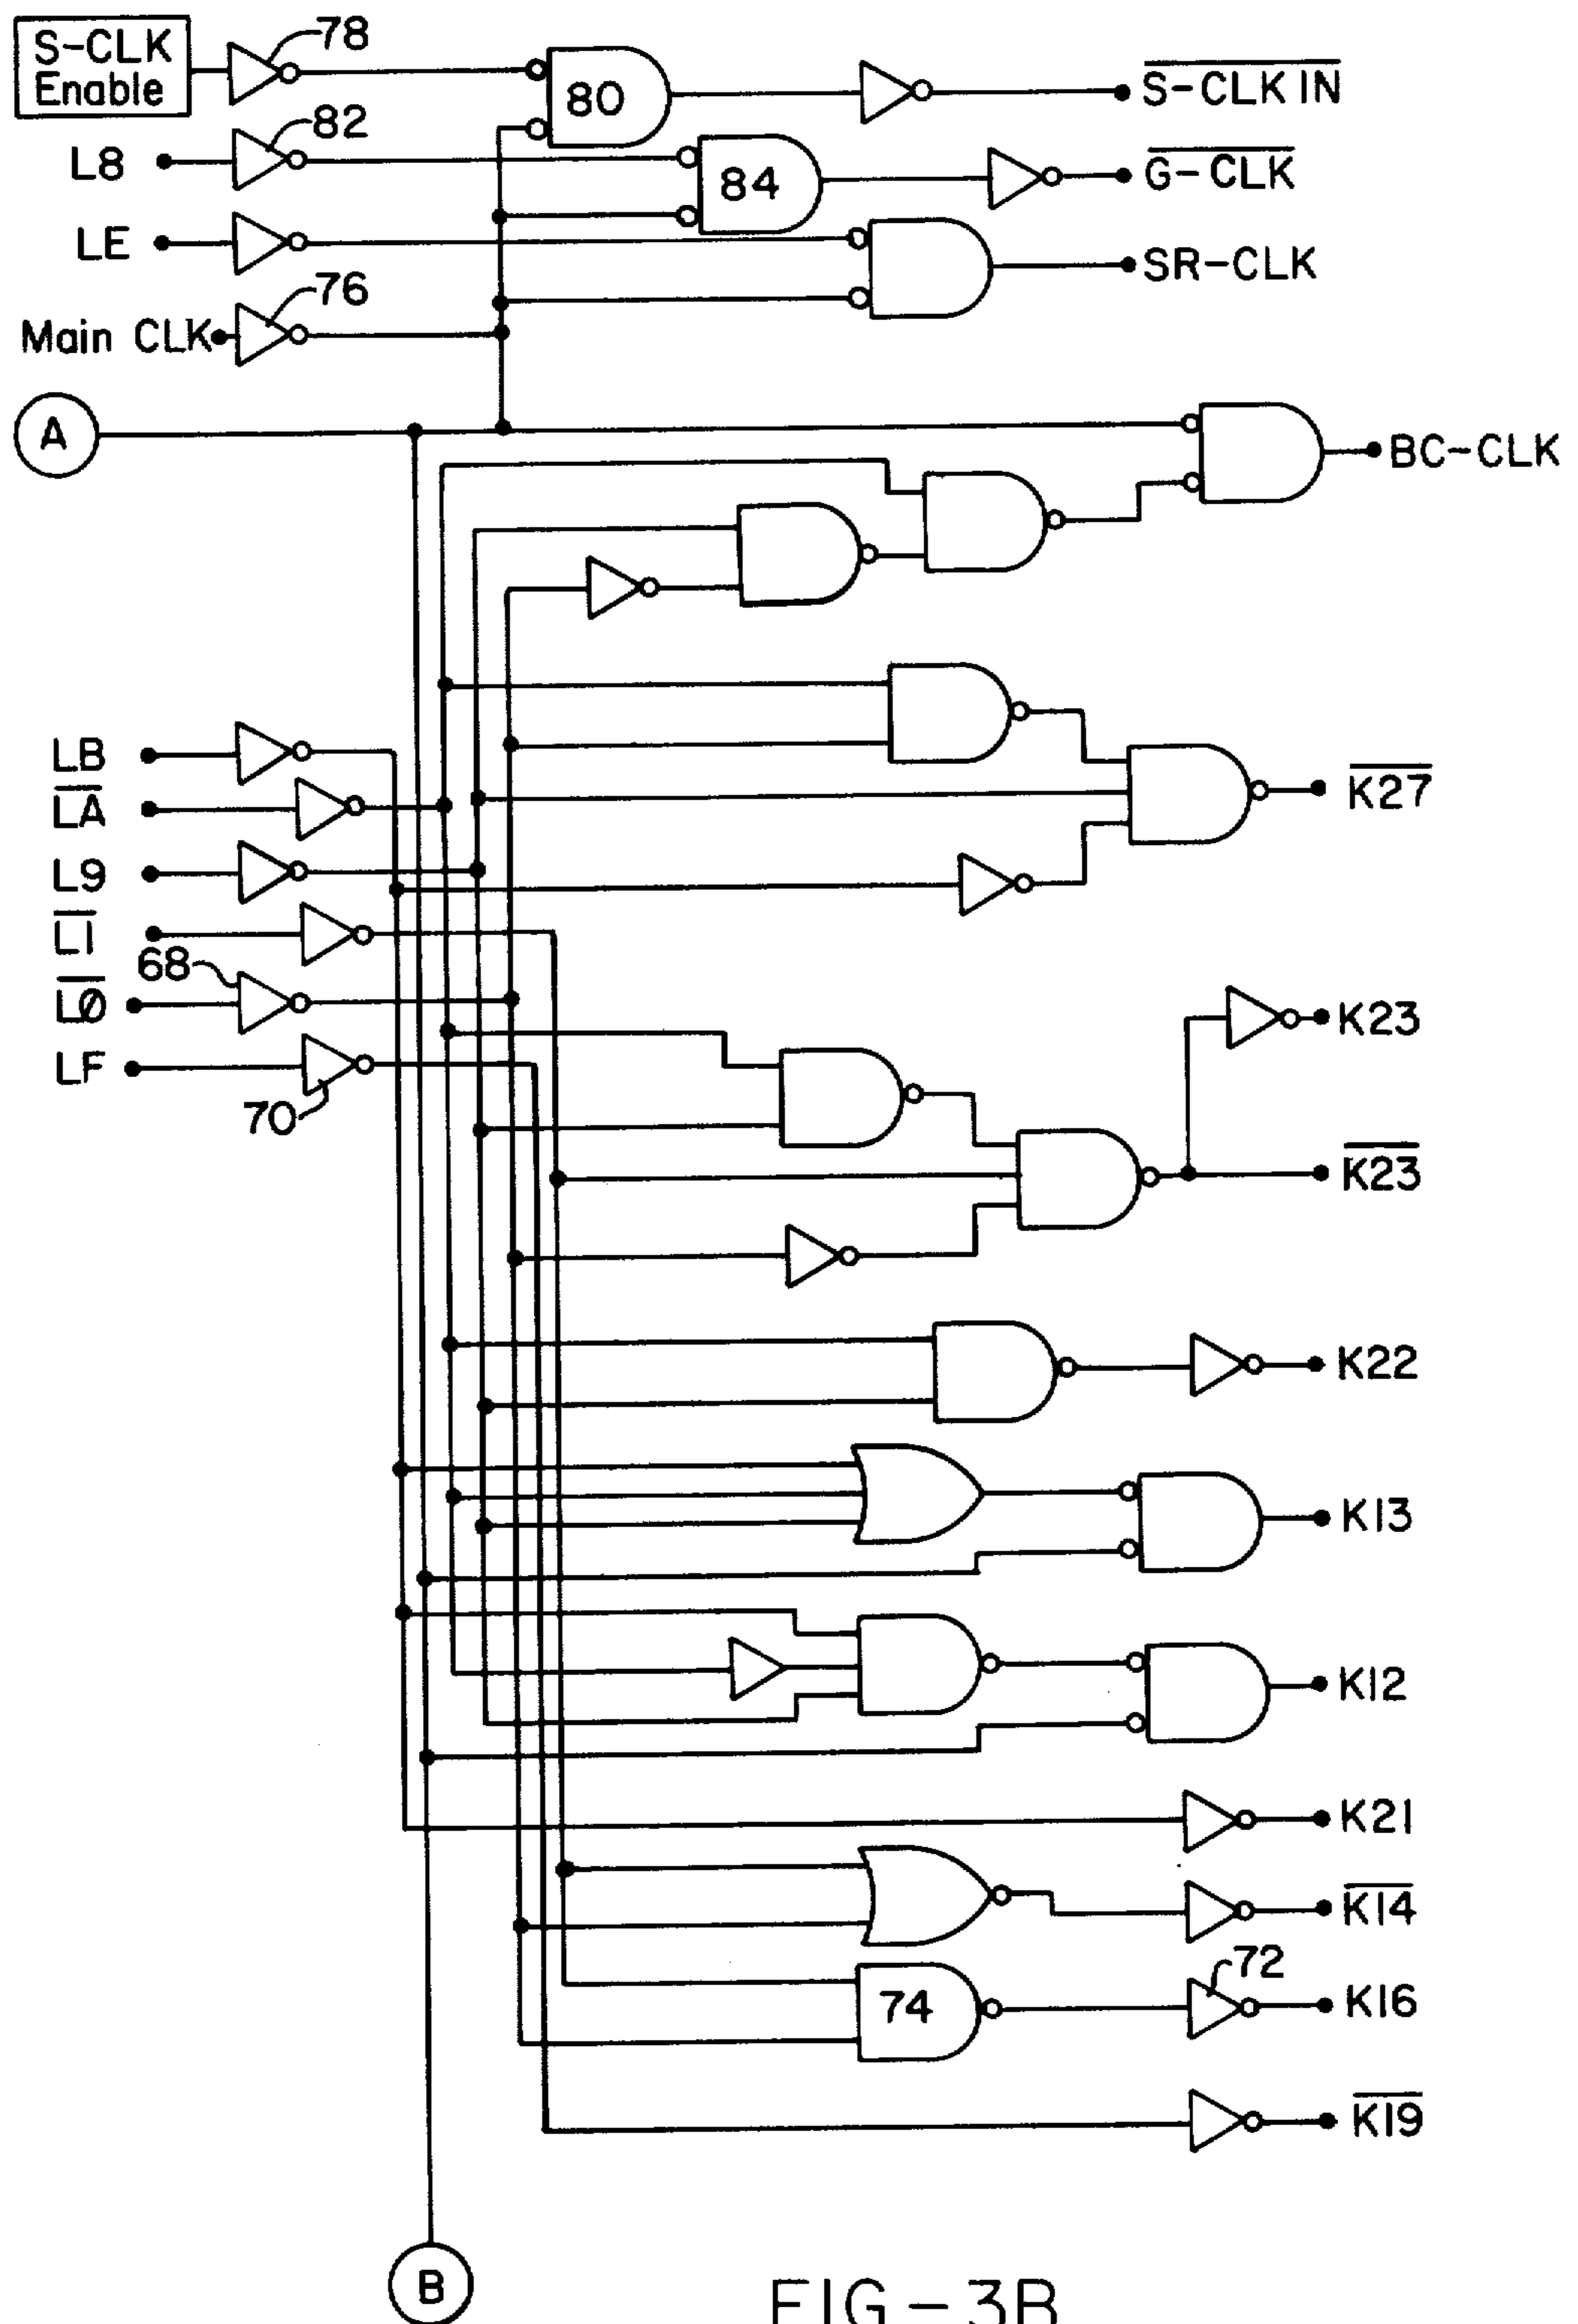 S-CLK
Enable
78
80
S-CLK IN
L8
82
84
G-CLK
LE
SR-CLK
Main CLK
76
A
BC-CLK
LB
LA
K27
L9
L1
68
LØ
K23
LF
70
K23
K22
K13
K12
K21
K14
72
74
K16
K19
B
FIG-3B